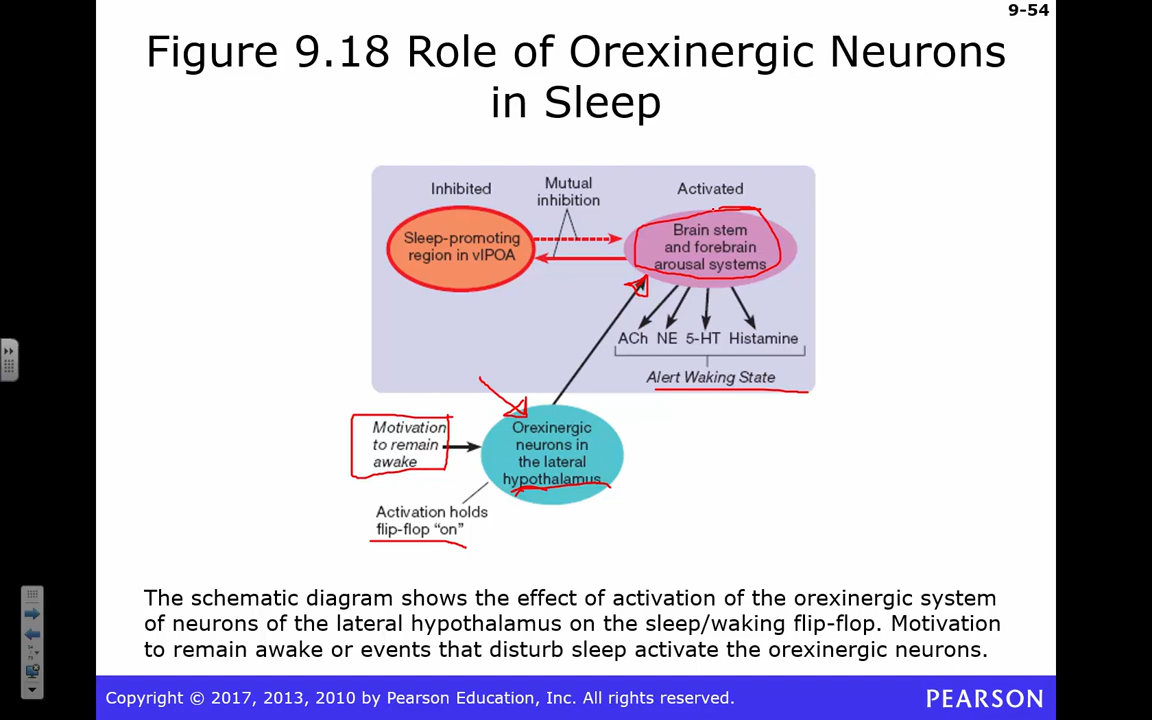 9-54
Figure 9.18 Role of Orexinergic Neurons
in Sleep
Inhibited
Mutual
inhibition
Activated
Sleep-promoting
region in vlPOA
Brain stem
and forebrain
arousal systems
ACh NE 5-HT Histamine
Alert Waking State
Motivation
to remain
awake
Orexinergic
neurons in
the lateral
hypothalamus
Activation holds
flip-flop “on”
The schematic diagram shows the effect of activation of the orexinergic system
of neurons of the lateral hypothalamus on the sleep/waking flip-flop. Motivation
to remain awake or events that disturb sleep activate the orexinergic neurons.
Copyright © 2017, 2013, 2010 by Pearson Education, Inc. All rights reserved.
PEARSON